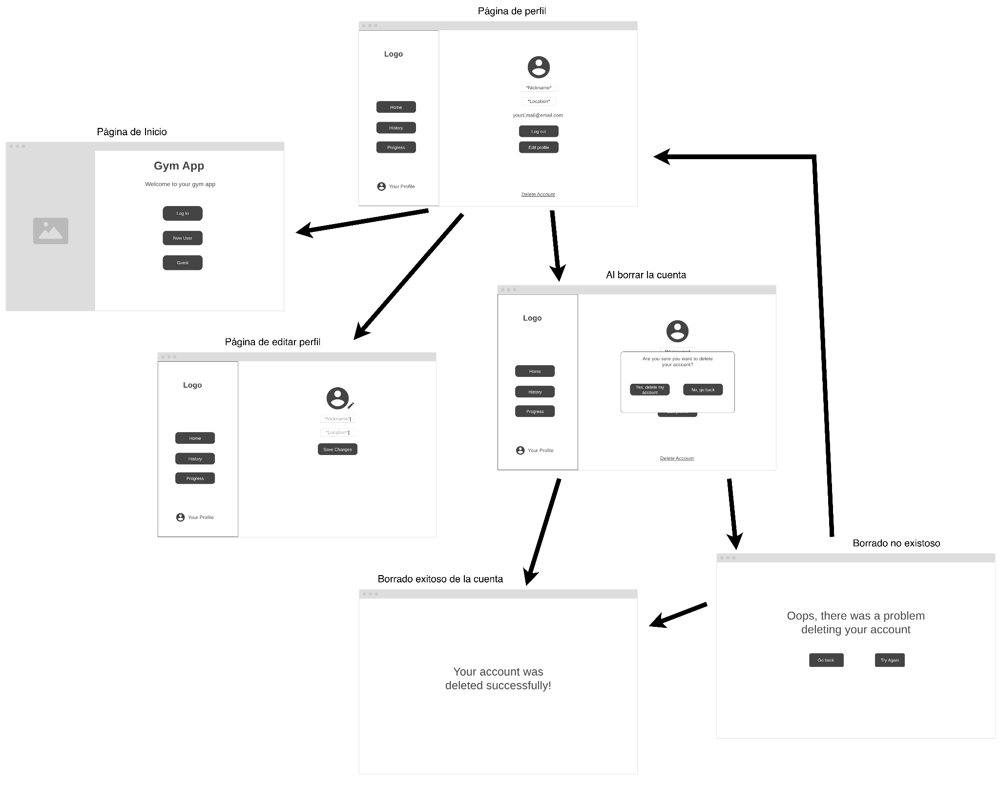 Página de perfil
Logo
Home
History
Progress
Your Profile
*Nickname*
*Location*
yourEmail@email.com
Log out
Edit profile
Delete Account
Página de Inicio
Gym App
Welcome to your gym app
Log In
New User
Guest
Página de editar perfil
Logo
Home
History
Progress
Your Profile
*Nickname*
*Location*
Save Changes
Al borrar la cuenta
Logo
Home
History
Progress
Your Profile
*Nickname*
Are you sure you want to delete
your account?
Yes, delete my
account
No, go back
Edit profile
Delete Account
Borrado exitoso de la cuenta
Your account was
deleted successfully!
Borrado no existoso
Oops, there was a problem
deleting your account
Go back
Try Again